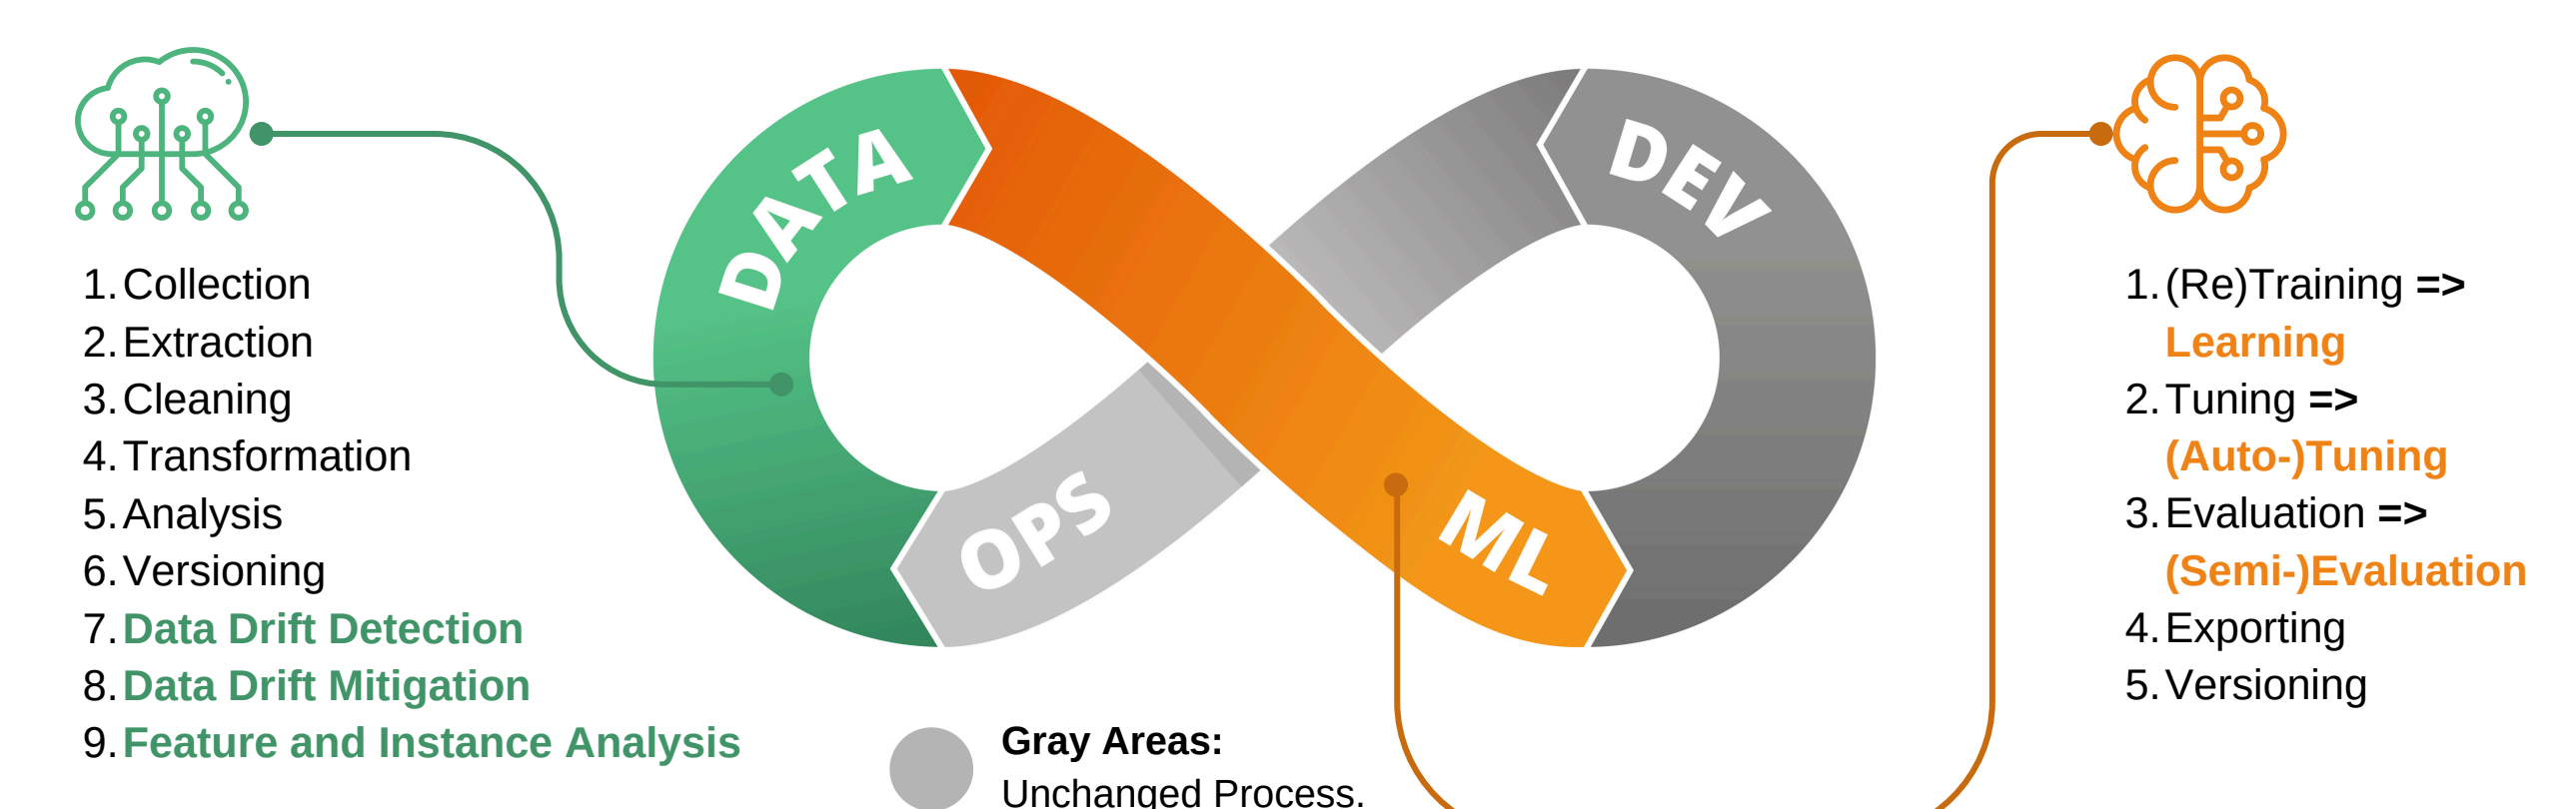 DATA
DEV
OPS
ML
1. Collection
2. Extraction
3. Cleaning
4. Transformation
5. Analysis
6. Versioning
7. Data Drift Detection
8. Data Drift Mitigation
9. Feature and Instance Analysis
Gray Areas:
Unchanged Process.
1. (Re)Training =>
Learning
2. Tuning =>
(Auto-)Tuning
3. Evaluation =>
(Semi-)Evaluation
4. Exporting
5. Versioning